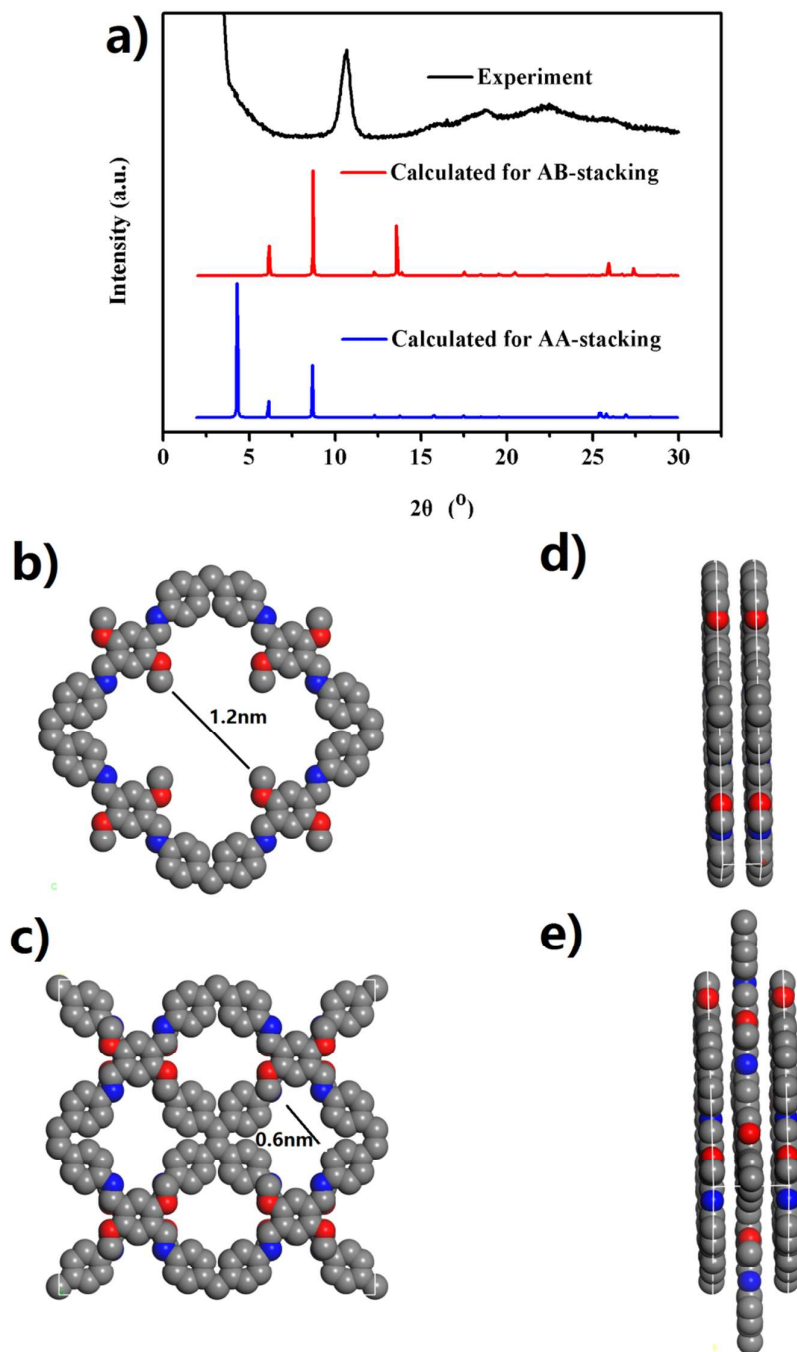 a)
Experiment
Calculated for AB-stacking
Calculated for AA-stacking
Intensity (a.u.)
0 5 10 15 20 25 30
2θ (°)
b)
1.2nm
c
d)
c)
0.6nm
e)